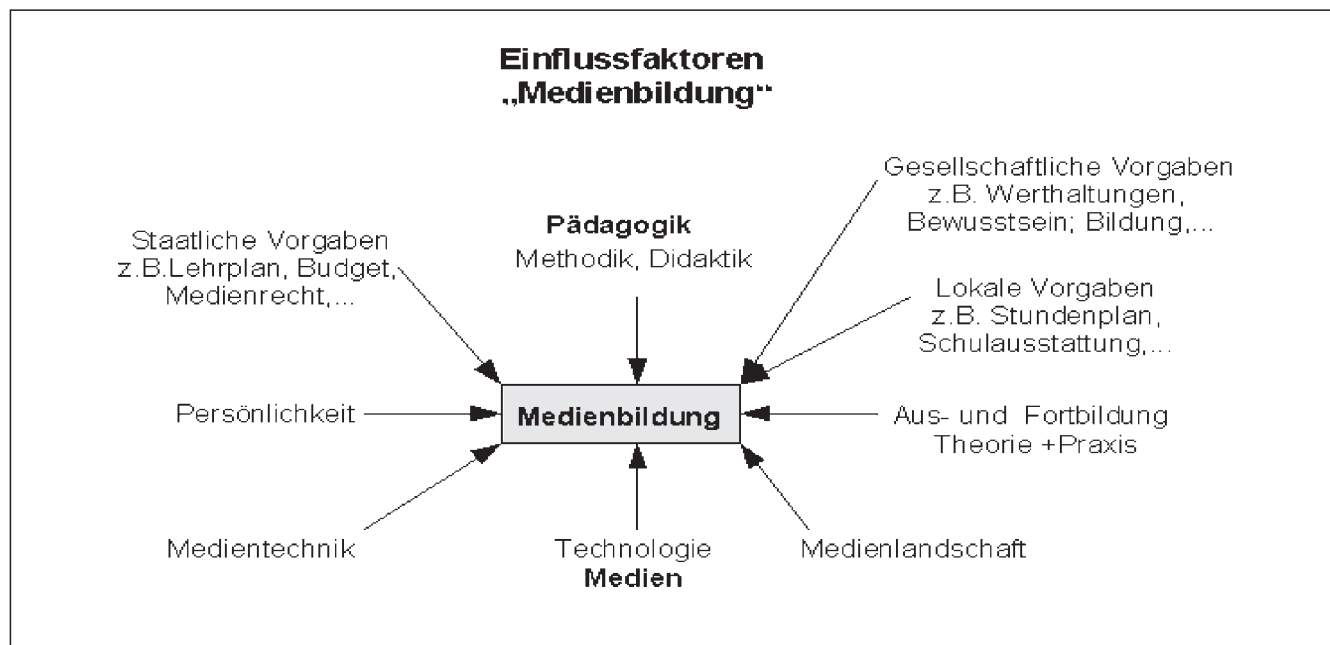 Einflussfaktoren
„Medienbildung“
Gesellschaftliche Vorgaben
z.B. Werthaltungen,
Bewusstsein; Bildung,...
Pädagogik
Methodik, Didaktik
Staatliche Vorgaben
z.B.Lehrplan, Budget,
Medienrecht,...
Lokale Vorgaben
z.B. Stundenplan,
Schulausstattung,...
Persönlichkeit
Medienbildung
Aus- und Fortbildung
Theorie +Praxis
Medientechnik
Technologie
Medien
Medienlandschaft